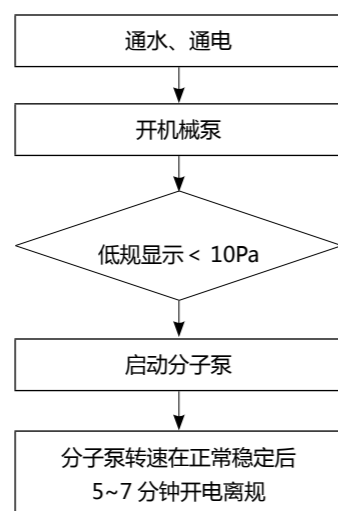 通水、通电
开机械泵
低规显示 < 10Pa
启动分子泵
分子泵转速在正常稳定后
5~7 分钟开电离规